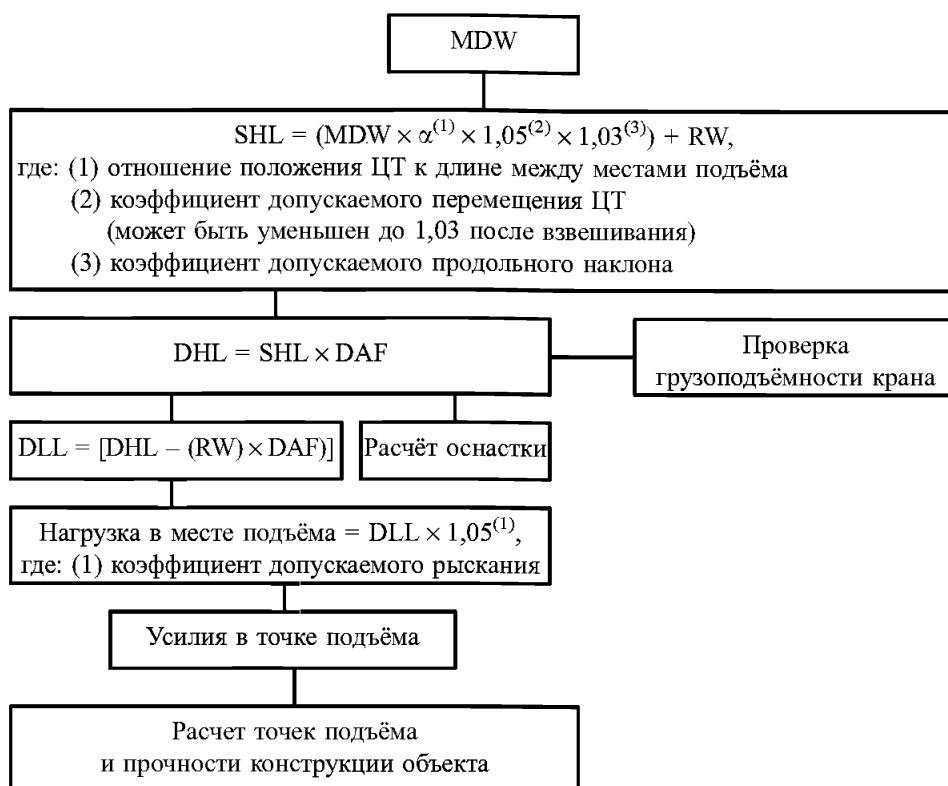 MDW
SHL = (MDW × α⁽¹⁾ × 1,05⁽²⁾ × 1,03⁽³⁾) + RW,
где: (1) отношение положения ЦТ к длине между местами подъёма
(2) коэффициент допускаемого перемещения ЦТ
(может быть уменьшен до 1,03 после взвешивания)
(3) коэффициент допускаемого продольного наклона
DHL = SHL × DAF
Проверка
грузоподъёмности крана
DLL = [DHL – (RW) × DAF)]
Расчёт оснастки
Нагрузка в месте подъёма = DLL × 1,05⁽¹⁾,
где: (1) коэффициент допускаемого рыскания
Усилия в точке подъёма
Расчет точек подъёма
и прочности конструкции объекта